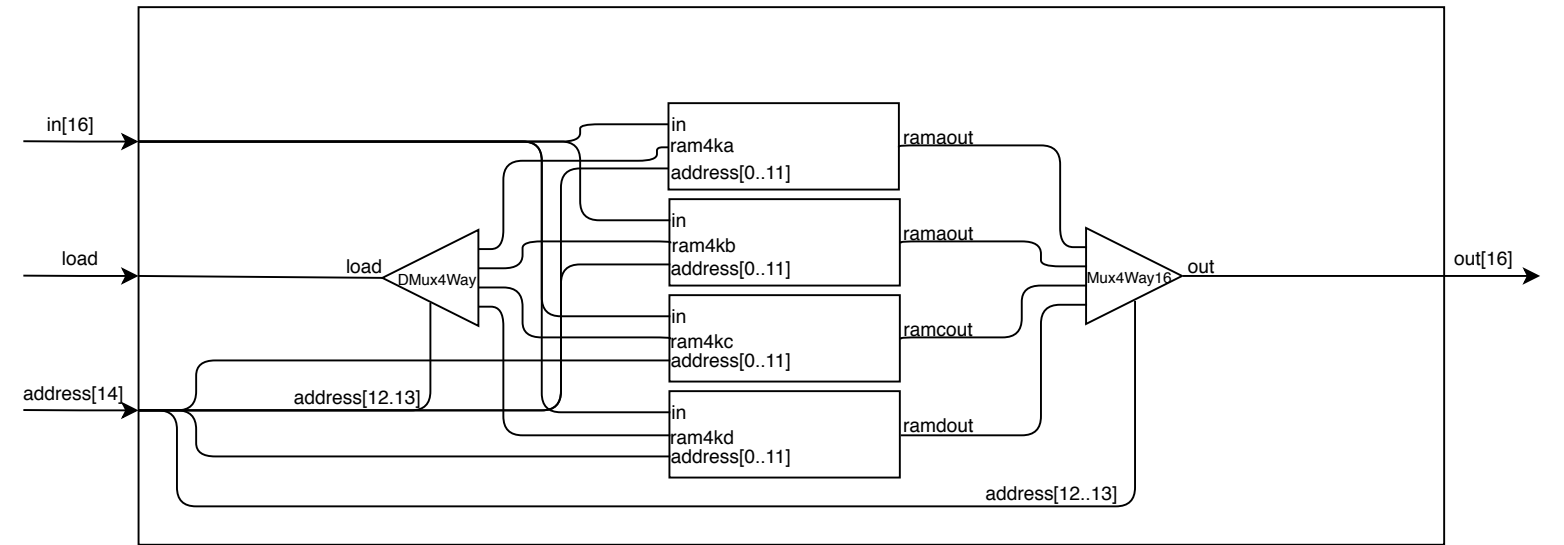 in[16]
load
address[14]
load
DMux4Way
address[12.13]
in
ram4ka
address[0..11]
ramaout
in
ram4kb
address[0..11]
ramaout
in
ram4kc
address[0..11]
ramcout
in
ram4kd
address[0..11]
ramdout
Mux4Way16
out
address[12..13]
out[16]